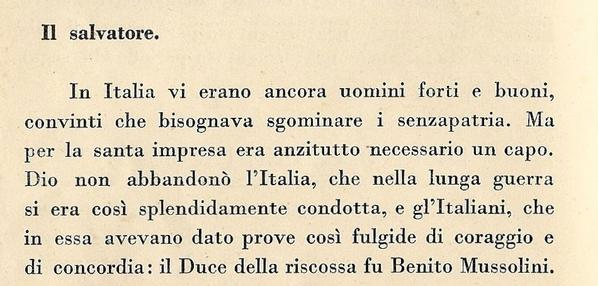 Il salvatore.
In Italia vi erano ancora uomini forti e buoni,
convinti che bisognava sgominare i senzapatria. Ma
per la santa impresa era anzitutto necessario un capo.
Dio non abbandonò l'Italia, che nella lunga guerra
si era così splendidamente condotta, e gl'Italiani, che
in essa avevano dato prove così fulgide di coraggio e
di concordia: il Duce della riscossa fu Benito Mussolini.